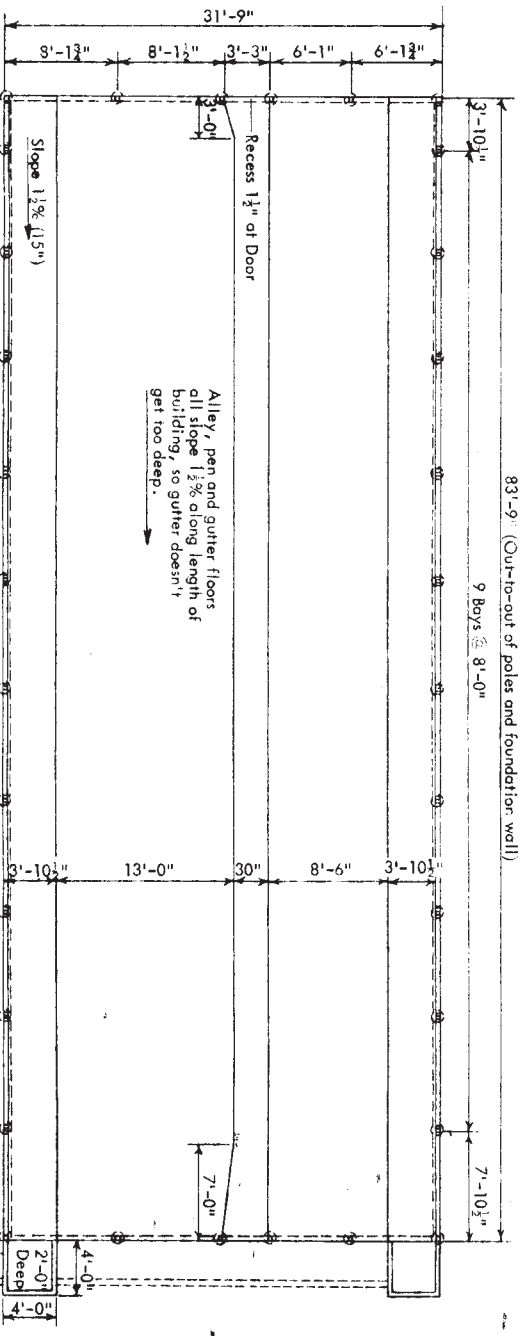 31'-9"
8'-1¾"
8'-1½"
3'-3"
6'-1"
6'-1¾"
3'-0"
Recess 1½" at Door
Slope 1½% (15")
3'-10½"
83'-9" (Out-to-out of poles and foundation wall)
9 Bays @ 8'-0"
Alley, pen and gutter floors
all slope 1½% along length of
building, so gutter doesn't
get too deep.
3'-10½"
13'-0"
30"
8'-6"
3'-10½"
7'-0"
7'-10½"
4'-0"
2'-0"
Deep
4'-0"